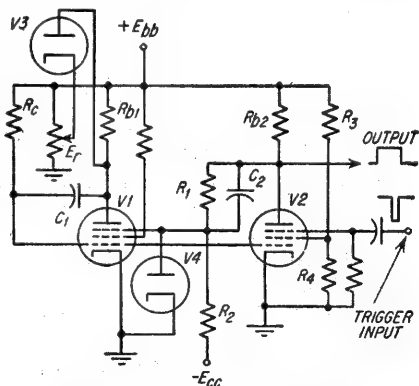 V3
+ Ebb
Rc
Er
Rb1
Rb2
R3
OUTPUT
R1
C2
C1
V1
V2
V4
R4
R2
TRIGGER
INPUT
-Ecc